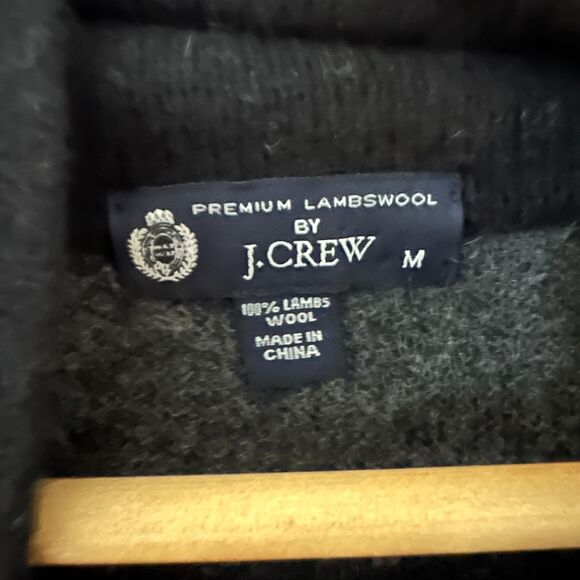 PREMIUM LAMBSWOOL
BY
J.CREW M
100% LAMBS
WOOL
MADE IN
CHINA